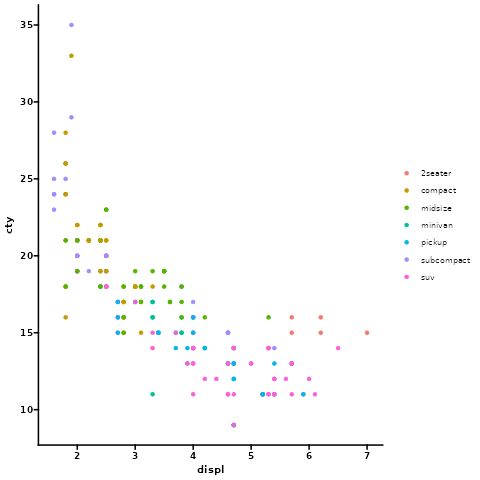 35
30
25
20
15
10
cty
2 3 4 5 6 7
displ
2seater
compact
midsize
minivan
pickup
subcompact
suv